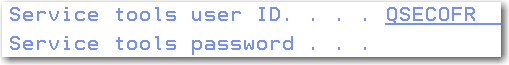 Service tools user ID. . . . QSECOFR
Service tools password . . .